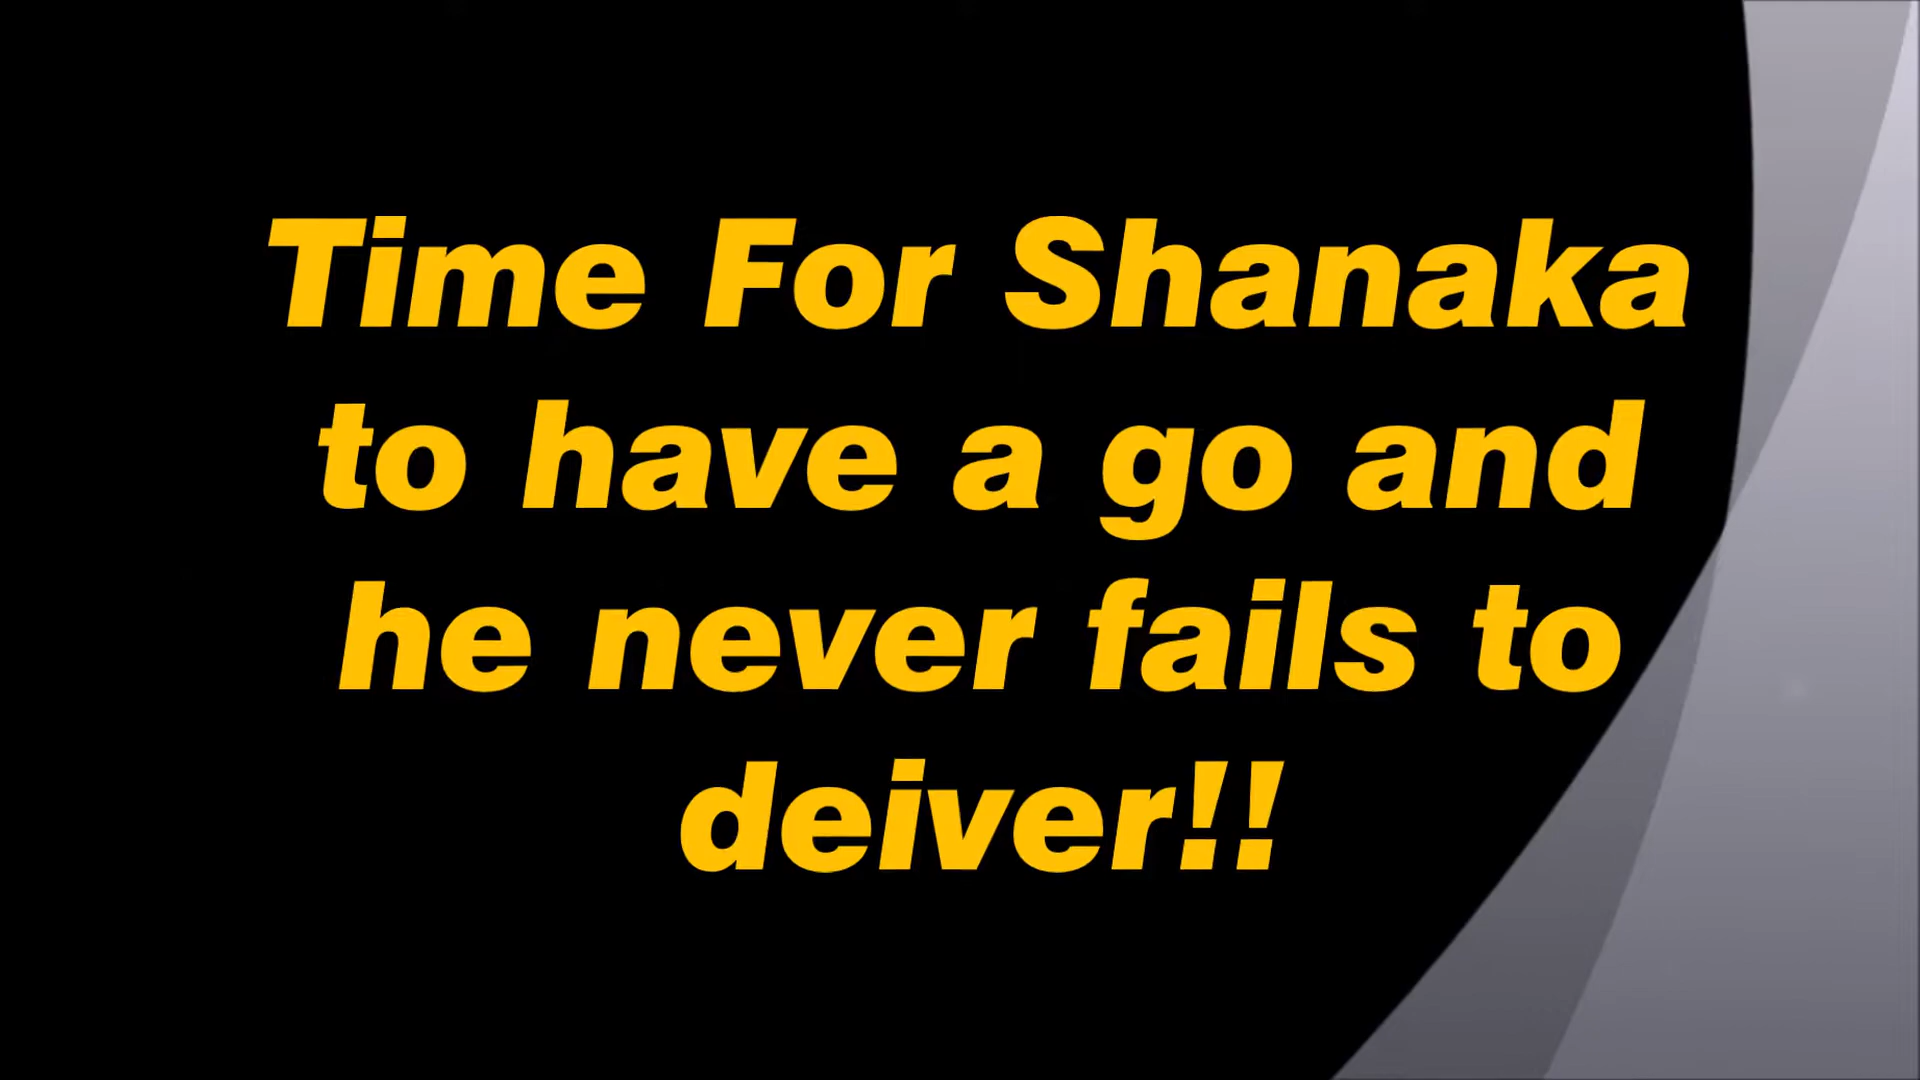 Time For Shanaka
to have a go and
he never fails to
deiver!!